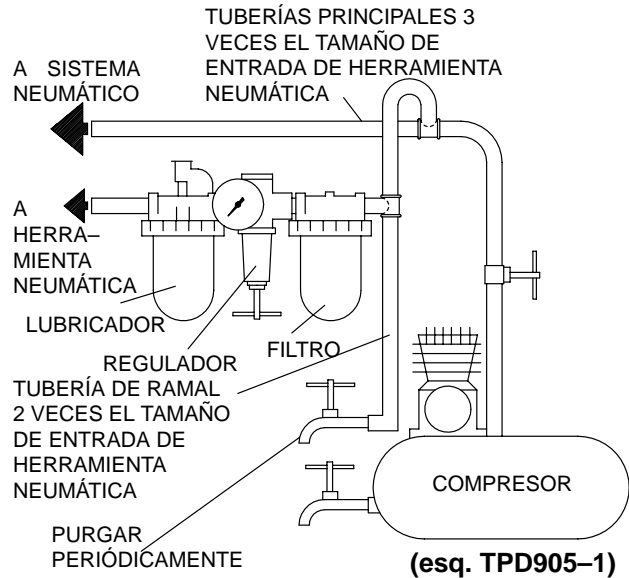 TUBERÍAS PRINCIPALES 3
VECES EL TAMAÑO DE
ENTRADA DE HERRAMIENTA
NEUMÁTICA
A SISTEMA
NEUMÁTICO
A
HERRA–
MIENTA
NEUMÁTICA
LUBRICADOR
REGULADOR
FILTRO
TUBERÍA DE RAMAL
2 VECES EL TAMAÑO
DE ENTRADA DE
HERRAMIENTA
NEUMÁTICA
COMPRESOR
PURGAR
PERIÓDICAMENTE
(esq. TPD905–1)